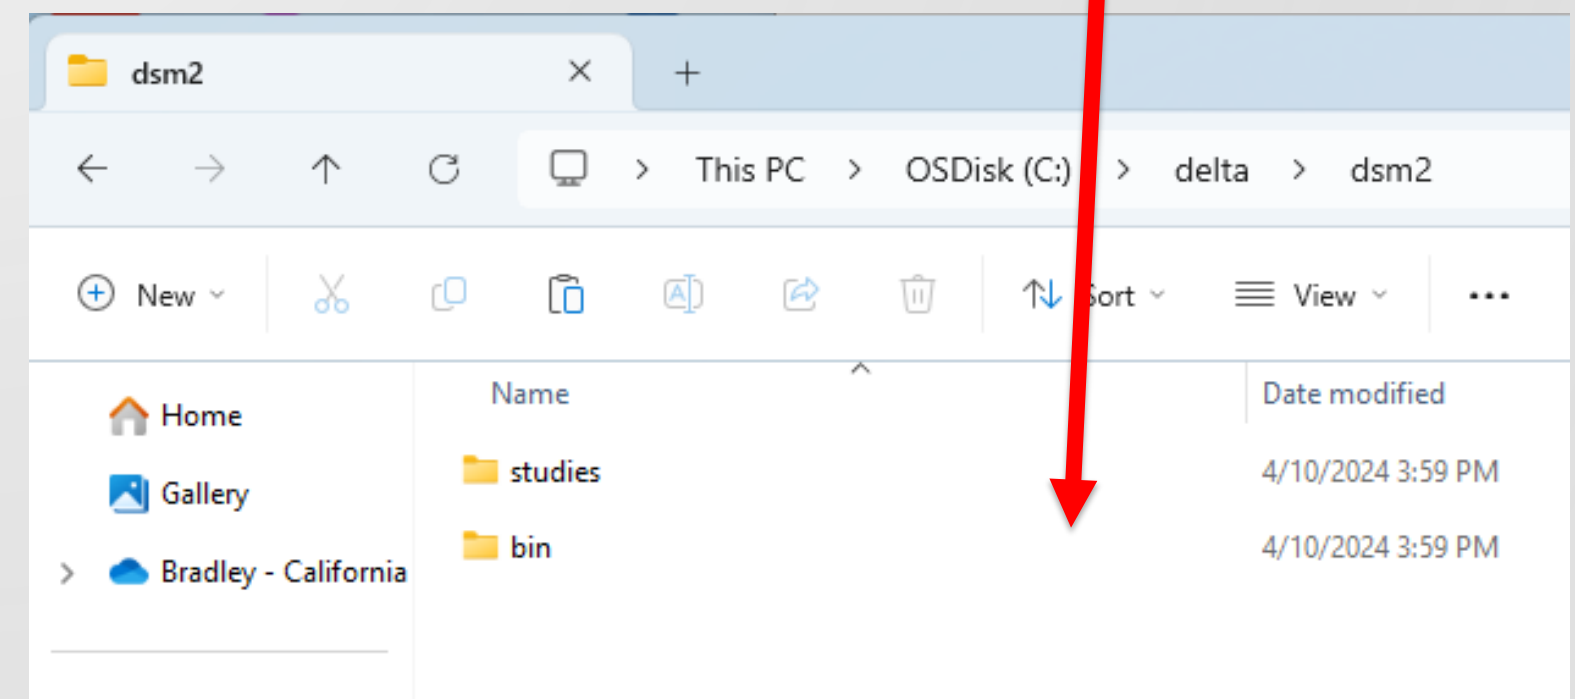 dsm2
This PC > OSDisk (C:) > delta > dsm2
New Sort View ...
Name Date modified
Home
studies 4/10/2024 3:59 PM
Gallery
bin 4/10/2024 3:59 PM
Bradley - California